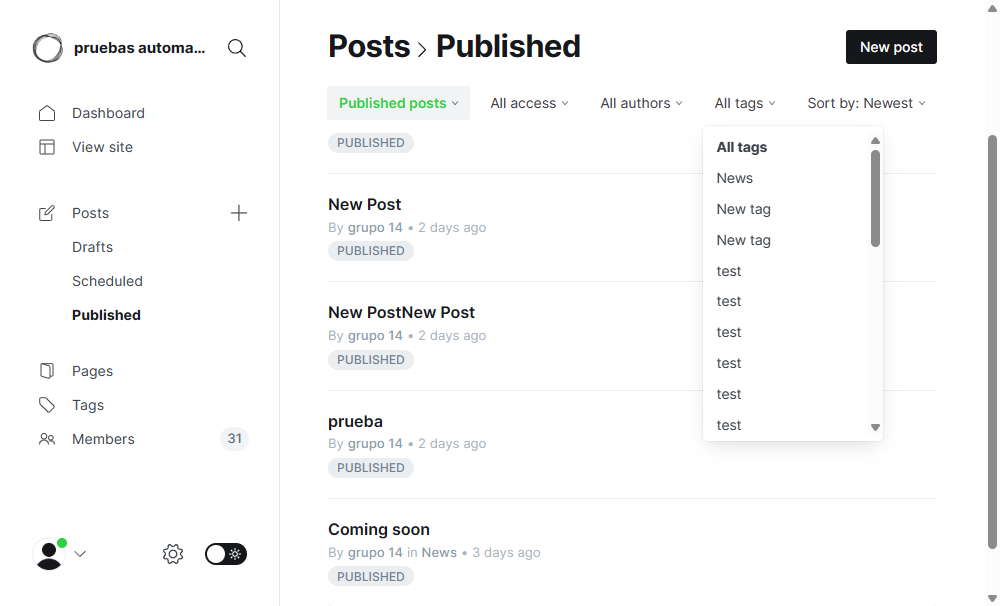 pruebas automa...
Dashboard
View site
Posts
Drafts
Scheduled
Published
Pages
Tags
Members 31
Posts > Published
New post
Published posts
All access
All authors
All tags
Sort by: Newest
PUBLISHED
New Post
By grupo 14 • 2 days ago
PUBLISHED
New PostNew Post
By grupo 14 • 2 days ago
PUBLISHED
prueba
By grupo 14 • 2 days ago
PUBLISHED
Coming soon
By grupo 14 in News • 3 days ago
PUBLISHED
All tags
News
New tag
New tag
test
test
test
test
test
test